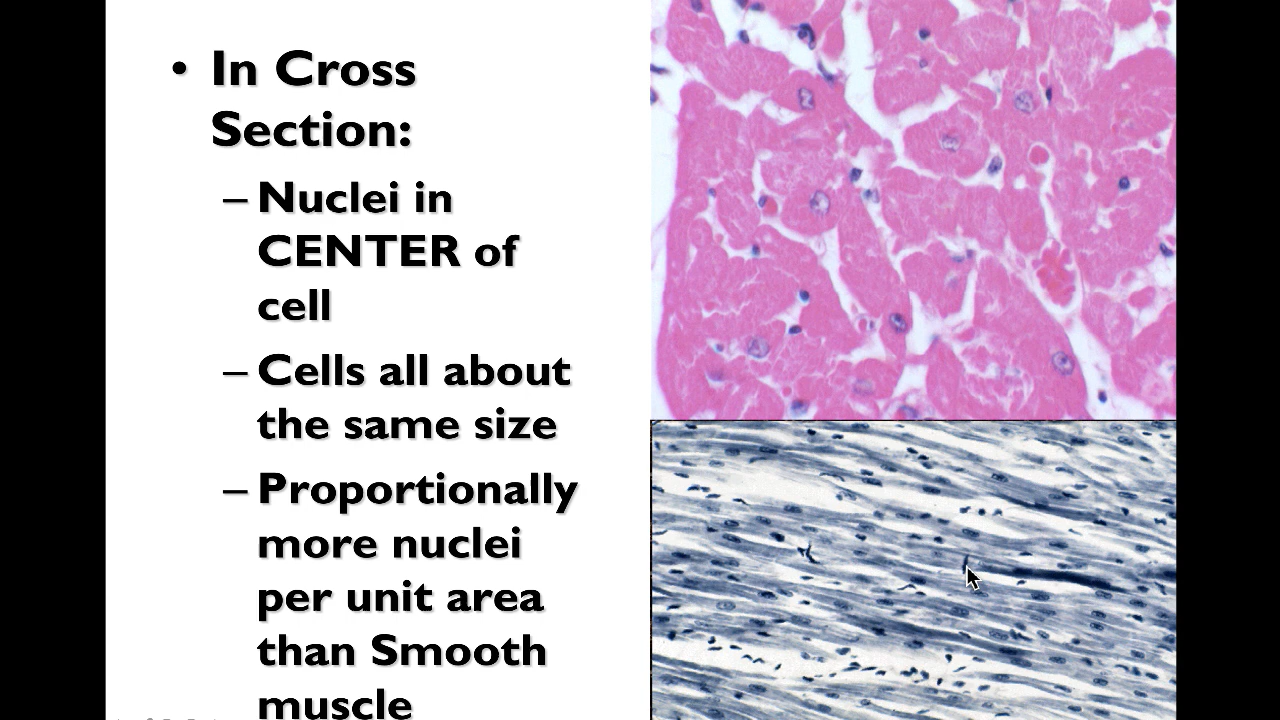 • In Cross
Section:
– Nuclei in
CENTER of
cell
– Cells all about
the same size
– Proportionally
more nuclei
per unit area
than Smooth
muscle